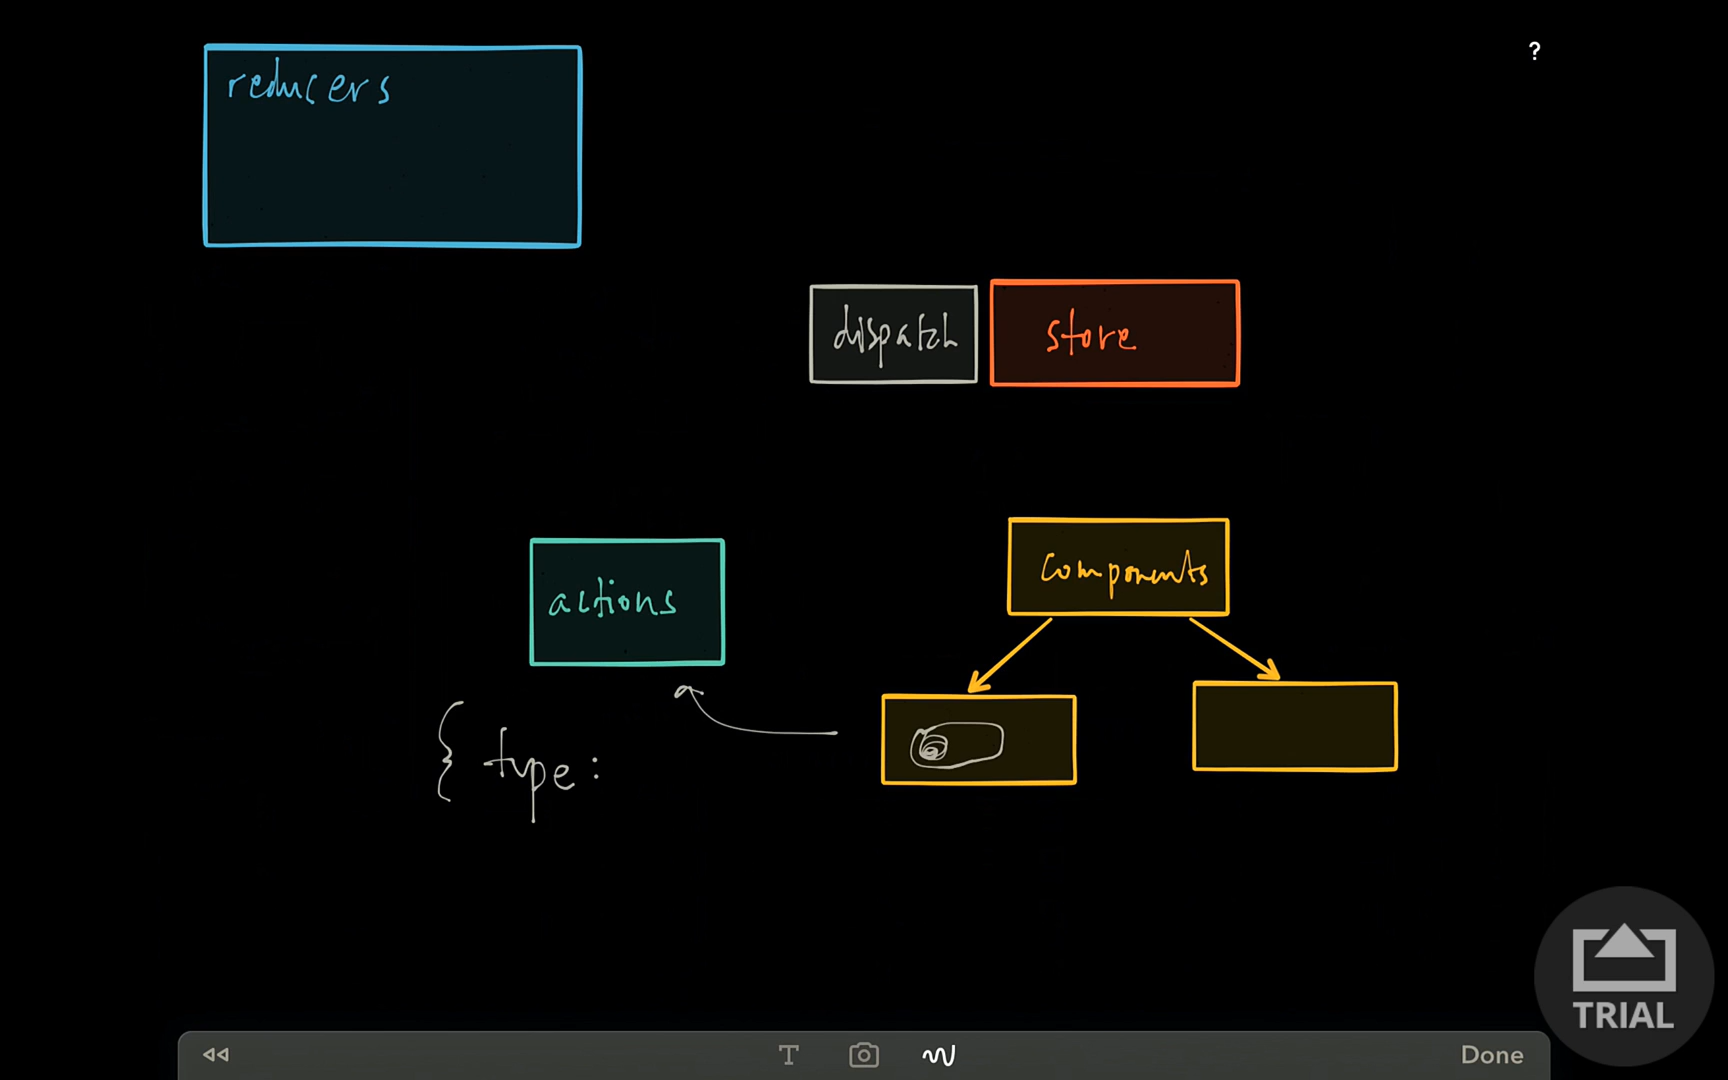 reducers
?
dispatch
store
components
actions
{ type:
TRIAL
T
Done